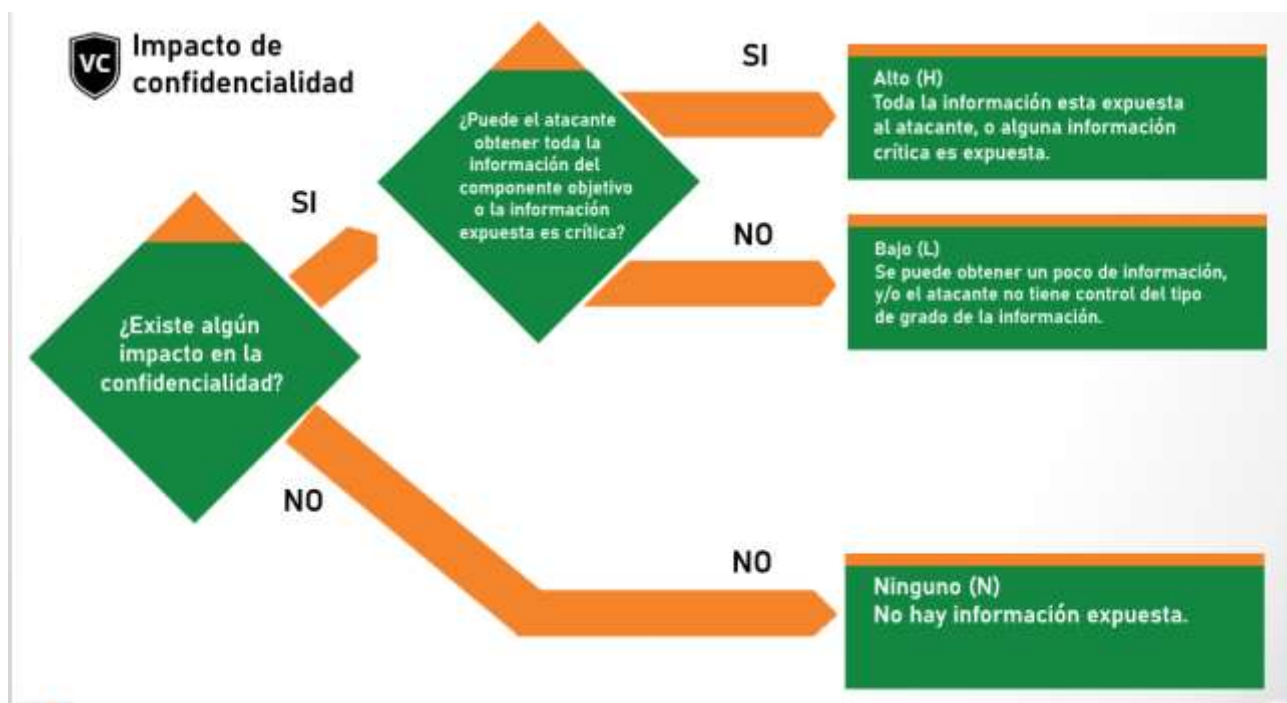 VC
Impacto de
confidencialidad
¿Existe algún
impacto en la
confidencialidad?
SI
¿Puede el atacante
obtener toda la
información del
componente objetivo
o la información
expuesta es crítica?
SI
Alto (H)
Toda la información esta expuesta
al atacante, o alguna información
crítica es expuesta.
NO
Bajo (L)
Se puede obtener un poco de información,
y/o el atacante no tiene control del tipo
de grado de la información.
NO
NO
Ninguno (N)
No hay información expuesta.